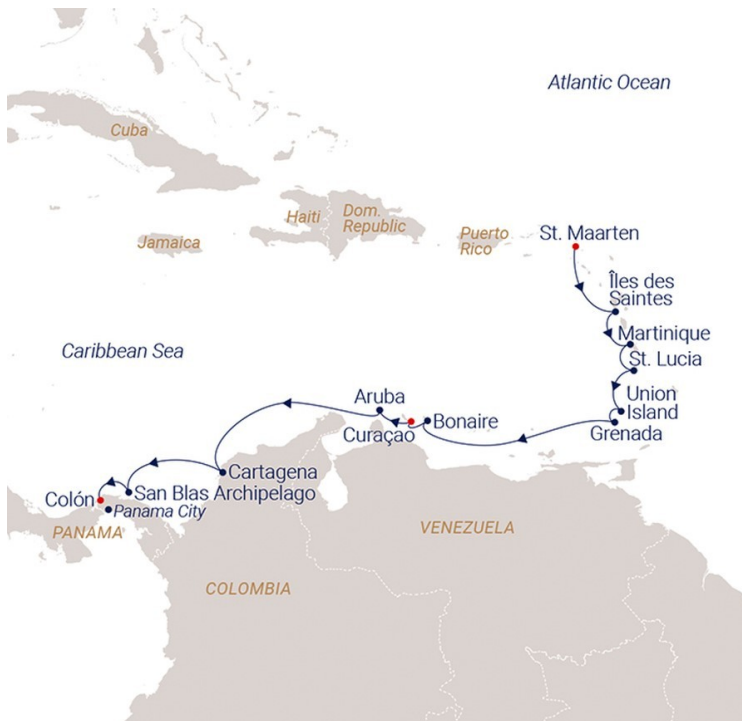 Atlantic Ocean
Cuba
Haiti
Dom.
Republic
Jamaica
Puerto
Rico
St. Maarten
Îles des
Saintes
Martinique
St. Lucia
Caribbean Sea
Union
Island
Grenada
Aruba
Bonaire
Curaçao
Cartagena
San Blas Archipelago
Colón
Panama City
PANAMA
VENEZUELA
COLOMBIA